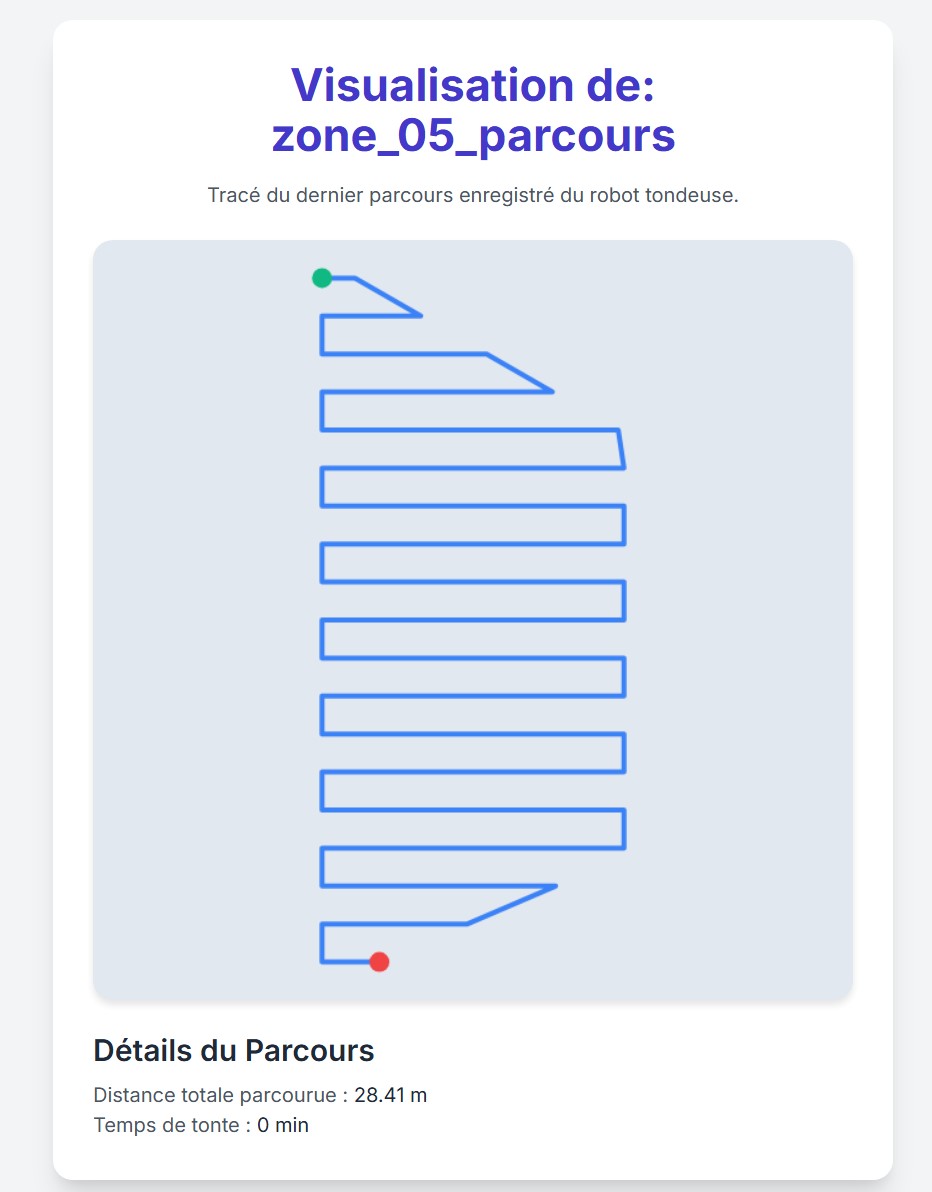 Visualisation de:
zone_05_parcours
Tracé du dernier parcours enregistré du robot tondeuse.
Détails du Parcours
Distance totale parcourue : 28.41 m
Temps de tonte : 0 min